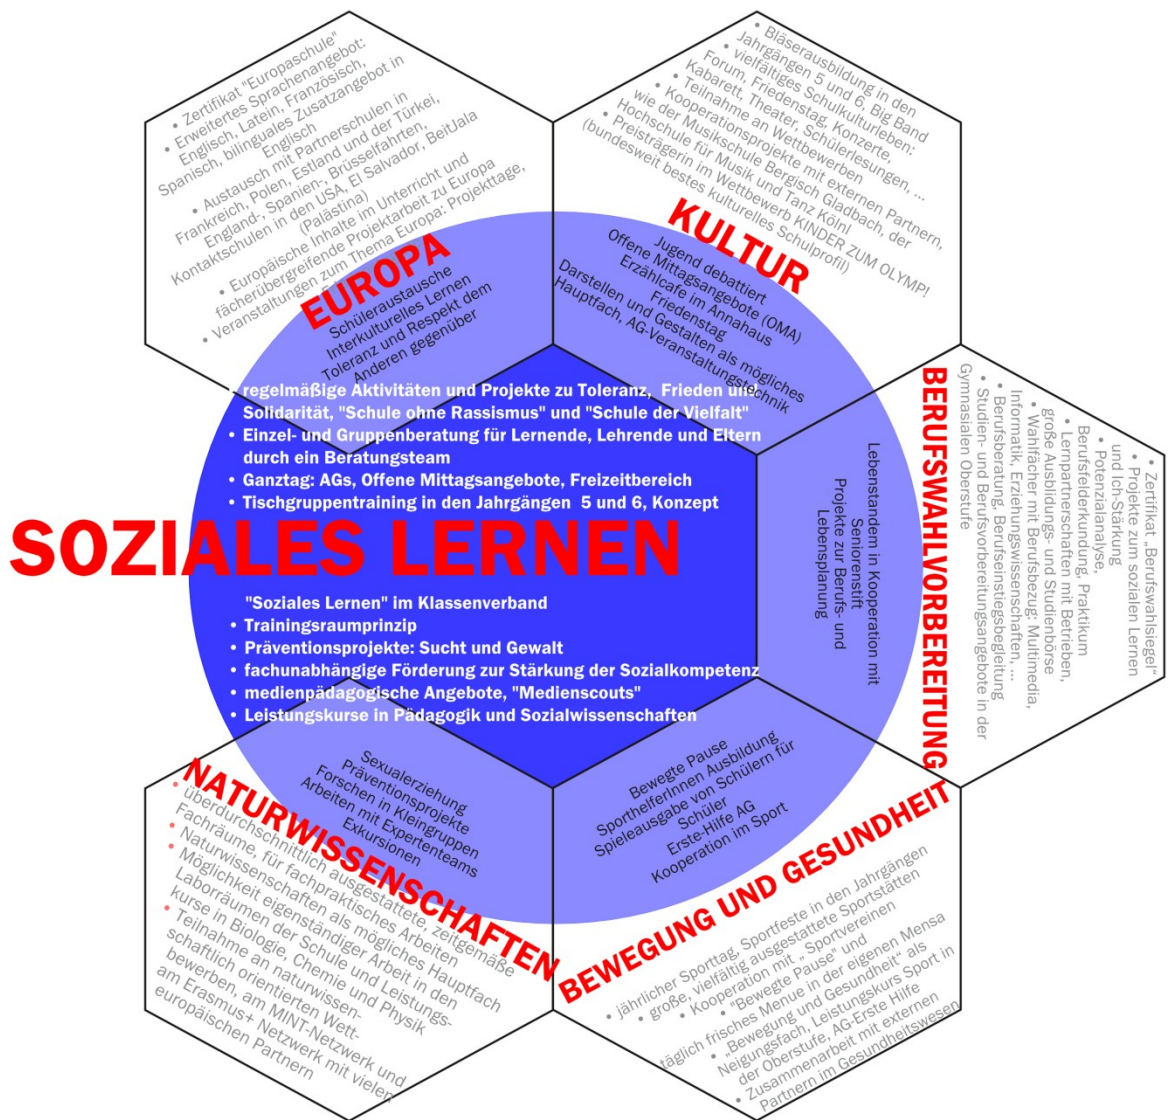 • Zertifikat "Europaschule"
• Erweitertes Sprachenangebot:
Englisch, Latein, Französisch,
Spanisch, bilinguales Zusatzangebot in
Englisch
• Austausch mit Partnerschulen in
Frankreich, Polen, Estland und der Türkei,
England-, Spanien-, Brüsselfahrten,
Kontaktschulen in den USA, El Salvador, BeitJala
(Palästina)
• Europäische Inhalte im Unterricht und
fächerübergreifende Projektarbeit zu Europa
• Veranstaltungen zum Thema Europa: Projekttage,
EUROPA
Schüleraustausche
Interkulturelles Lernen
Toleranz und Respekt dem
Anderen gegenüber
• Bläserausbildung in den
Jahrgängen 5 und 6, Big Band
• vielfältiges Schulkulturleben:
Forum, Friedenstag, Konzerte,
Kabarett, Theater, Schülerlesungen, ...
• Teilnahme an Wettbewerben
• Kooperationsprojekte mit externen Partnern,
wie der Musikschule Bergisch Gladbach, der
Hochschule für Musik und Tanz Köln!
• Preisträgerin im Wettbewerb KINDER ZUM OLYMP!
(bundesweit bestes kulturelles Schulprofil)
KULTUR
Jugend debattiert
Offene Mittagsangebote (OMA)
Erzählcafe im Annahaus
Friedenstag
Darstellen und Gestalten als mögliches
Hauptfach, AG-Veranstaltungstechnik
• regelmäßige Aktivitäten und Projekte zu Toleranz, Frieden und
Solidarität, "Schule ohne Rassismus" und "Schule der Vielfalt"
• Einzel- und Gruppenberatung für Lernende, Lehrende und Eltern
durch ein Beratungsteam
• Ganztag: AGs, Offene Mittagsangebote, Freizeitbereich
• Tischgruppentraining in den Jahrgängen 5 und 6, Konzept
SOZIALES LERNEN
"Soziales Lernen" im Klassenverband
• Trainingsraumprinzip
• Präventionsprojekte: Sucht und Gewalt
• fachunabhängige Förderung zur Stärkung der Sozialkompetenz
• medienpädagogische Angebote, "Medienscouts"
• Leistungskurse in Pädagogik und Sozialwissenschaften
Lebenstanden in Kooperation mit
Seniorenstift
Projekte zur Berufs- und
Lebensplanung
BERUFSWAHLVORBEREITUNG
• Zertifikat „Berufswahlsiegel“
• Projekte zum sozialen Lernen
und Ich-Stärkung
• Potenzialanalyse,
Berufsfelderkundung, Praktikum
• Lernpartnerschaften mit Betrieben,
große Ausbildungs- und Studienbörse
• Wahlfächer mit Berufsbezug: Multimedia,
Informatik, Erziehungswissenschaften, ...
• Berufsberatung, Berufseinstiegsbegleitung
• Studien- und Berufsvorbereitungsangebote in der
Gymnasialen Oberstufe
Sexualerziehung
Präventionsprojekte
Forschen in Kleingruppen
Arbeiten mit Expertenteams
Exkursionen
NATURWISSENSCHAFTEN
• überdurchschnittlich ausgestattete, zeitgemäße
Fachräume, für fachpraktisches Arbeiten
• Naturwissenschaften als mögliches Hauptfach
• Möglichkeit eigenständiger Arbeit in den
Laborräumen der Schule und Leistungs-
kurse in Biologie, Chemie und Physik
• Teilnahme an naturwissen-
schaftlich orientierten Wett-
bewerben, am MINT-Netzwerk und
am Erasmus+ Netzwerk mit vielen
europäischen Partnern
Bewegte Pause
SporthelferInnen Ausbildung
Spieleausgabe von Schülern für
Schüler
Erste-Hilfe AG
Kooperation im Sport
BEWEGUNG UND GESUNDHEIT
• jährlicher Sporttag, Sportfeste in den Jahrgängen
• große, vielfältig ausgestattete Sportstätten
• Kooperation mit „ Sportvereinen
• "Bewegte Pause" und
täglich frisches Menue in der eigenen Mensa
• „Bewegung und Gesundheit“ als
Neigungsfach, Leistungskurs Sport in
der Oberstufe, AG-Erste Hilfe
• Zusammenarbeit mit externen
Partnern im Gesundheitswesen